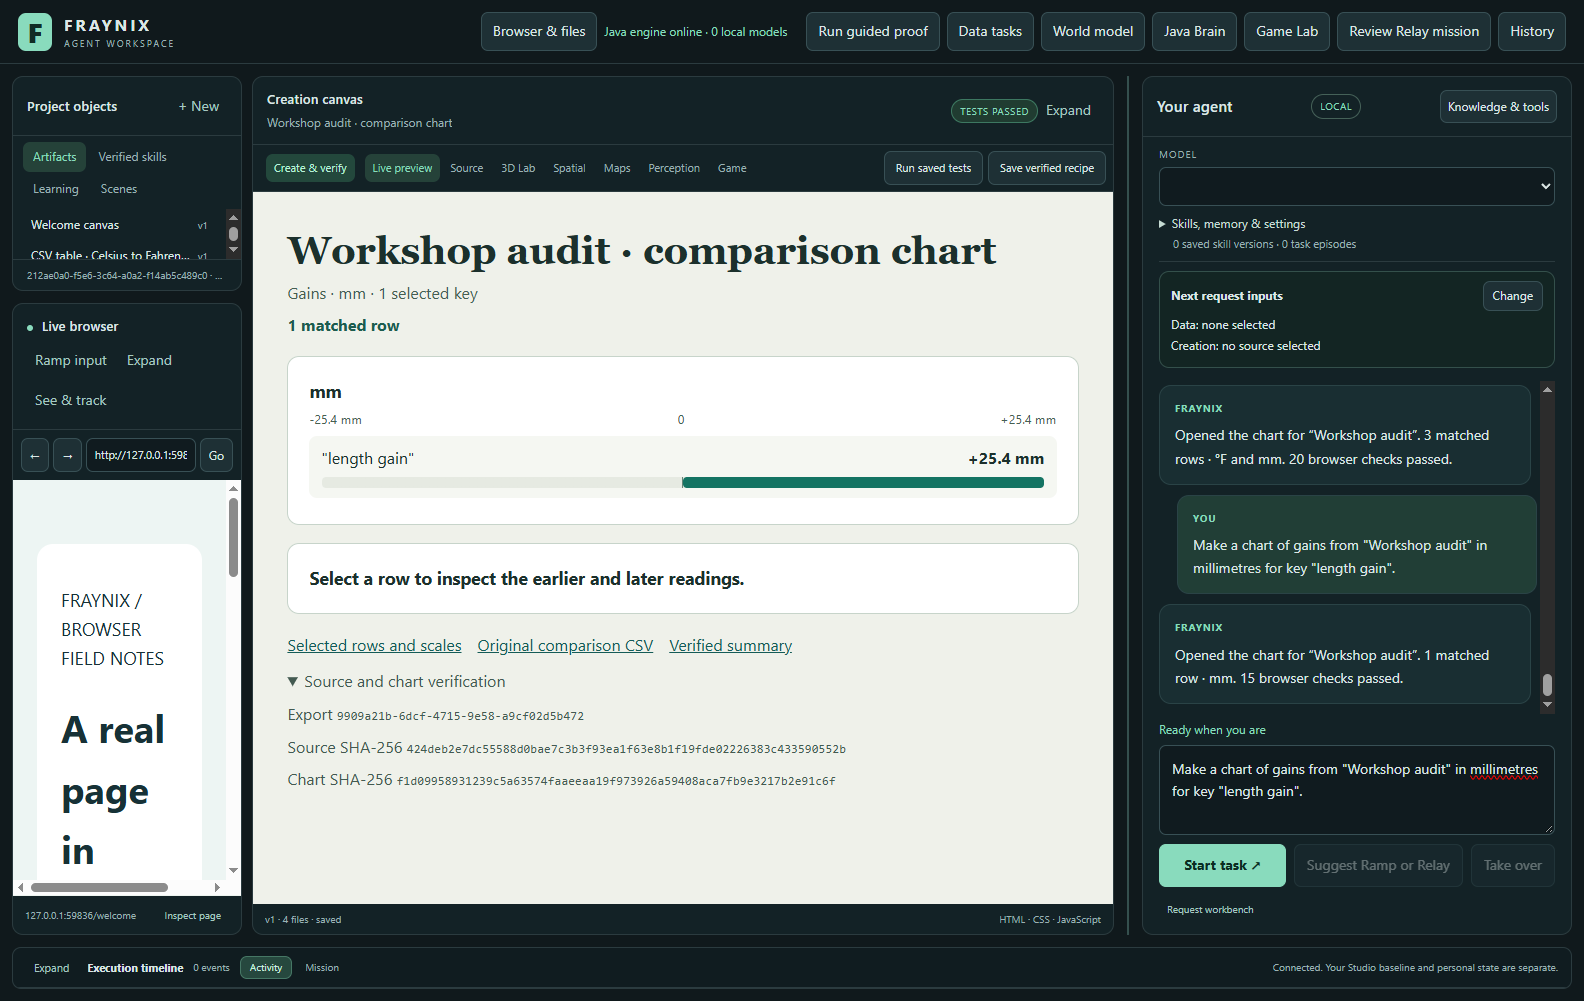 F
FRAYNIX
AGENT WORKSPACE
Browser & files
Java engine online · 0 local models
Run guided proof
Data tasks
World model
Java Brain
Game Lab
Review Relay mission
History
Project objects
+ New
Artifacts
Verified skills
Learning
Scenes
Welcome canvas
v1
CSV table · Celsius to Fahren...
v1
212ae0a0-f5e6-3c64-a0a2-f14ab5c489c0 · ...
Live browser
Ramp input
Expand
See & track
←
→
http://127.0.0.1:598
Go
FRAYNIX /
BROWSER
FIELD NOTES
A real
page
in
127.0.0.1:59836/welcome
Inspect page
Creation canvas
Workshop audit · comparison chart
TESTS PASSED
Expand
Create & verify
Live preview
Source
3D Lab
Spatial
Maps
Perception
Game
Run saved tests
Save verified recipe
Workshop audit · comparison chart
Gains · mm · 1 selected key
1 matched row
mm
-25.4 mm
0
+25.4 mm
"length gain"
+25.4 mm
Select a row to inspect the earlier and later readings.
Selected rows and scales
Original comparison CSV
Verified summary
▼ Source and chart verification
Export 9909a21b-6dcf-4715-9e58-a9cf02d5b472
Source SHA-256 424deb2e7dc55588d0bae7c3b3f93ea1f63e8b1f19fde02226383c433590552b
Chart SHA-256 f1d09958931239c5a63574faaeeaa19f973926a59408aca7fb9e3217b2e91c6f
v1 · 4 files · saved
HTML · CSS · JavaScript
Your agent
LOCAL
Knowledge & tools
MODEL
▶ Skills, memory & settings
0 saved skill versions · 0 task episodes
Next request inputs
Change
Data: none selected
Creation: no source selected
FRAYNIX
Opened the chart for “Workshop audit”. 3 matched
rows · °F and mm. 20 browser checks passed.
YOU
Make a chart of gains from "Workshop audit" in
millimetres for key "length gain".
FRAYNIX
Opened the chart for “Workshop audit”. 1 matched
row · mm. 15 browser checks passed.
Ready when you are
Make a chart of gains from "Workshop audit" in millimetres
for key "length gain".
Start task ↗
Suggest Ramp or Relay
Take over
Request workbench
Expand
Execution timeline
0 events
Activity
Mission
Connected. Your Studio baseline and personal state are separate.